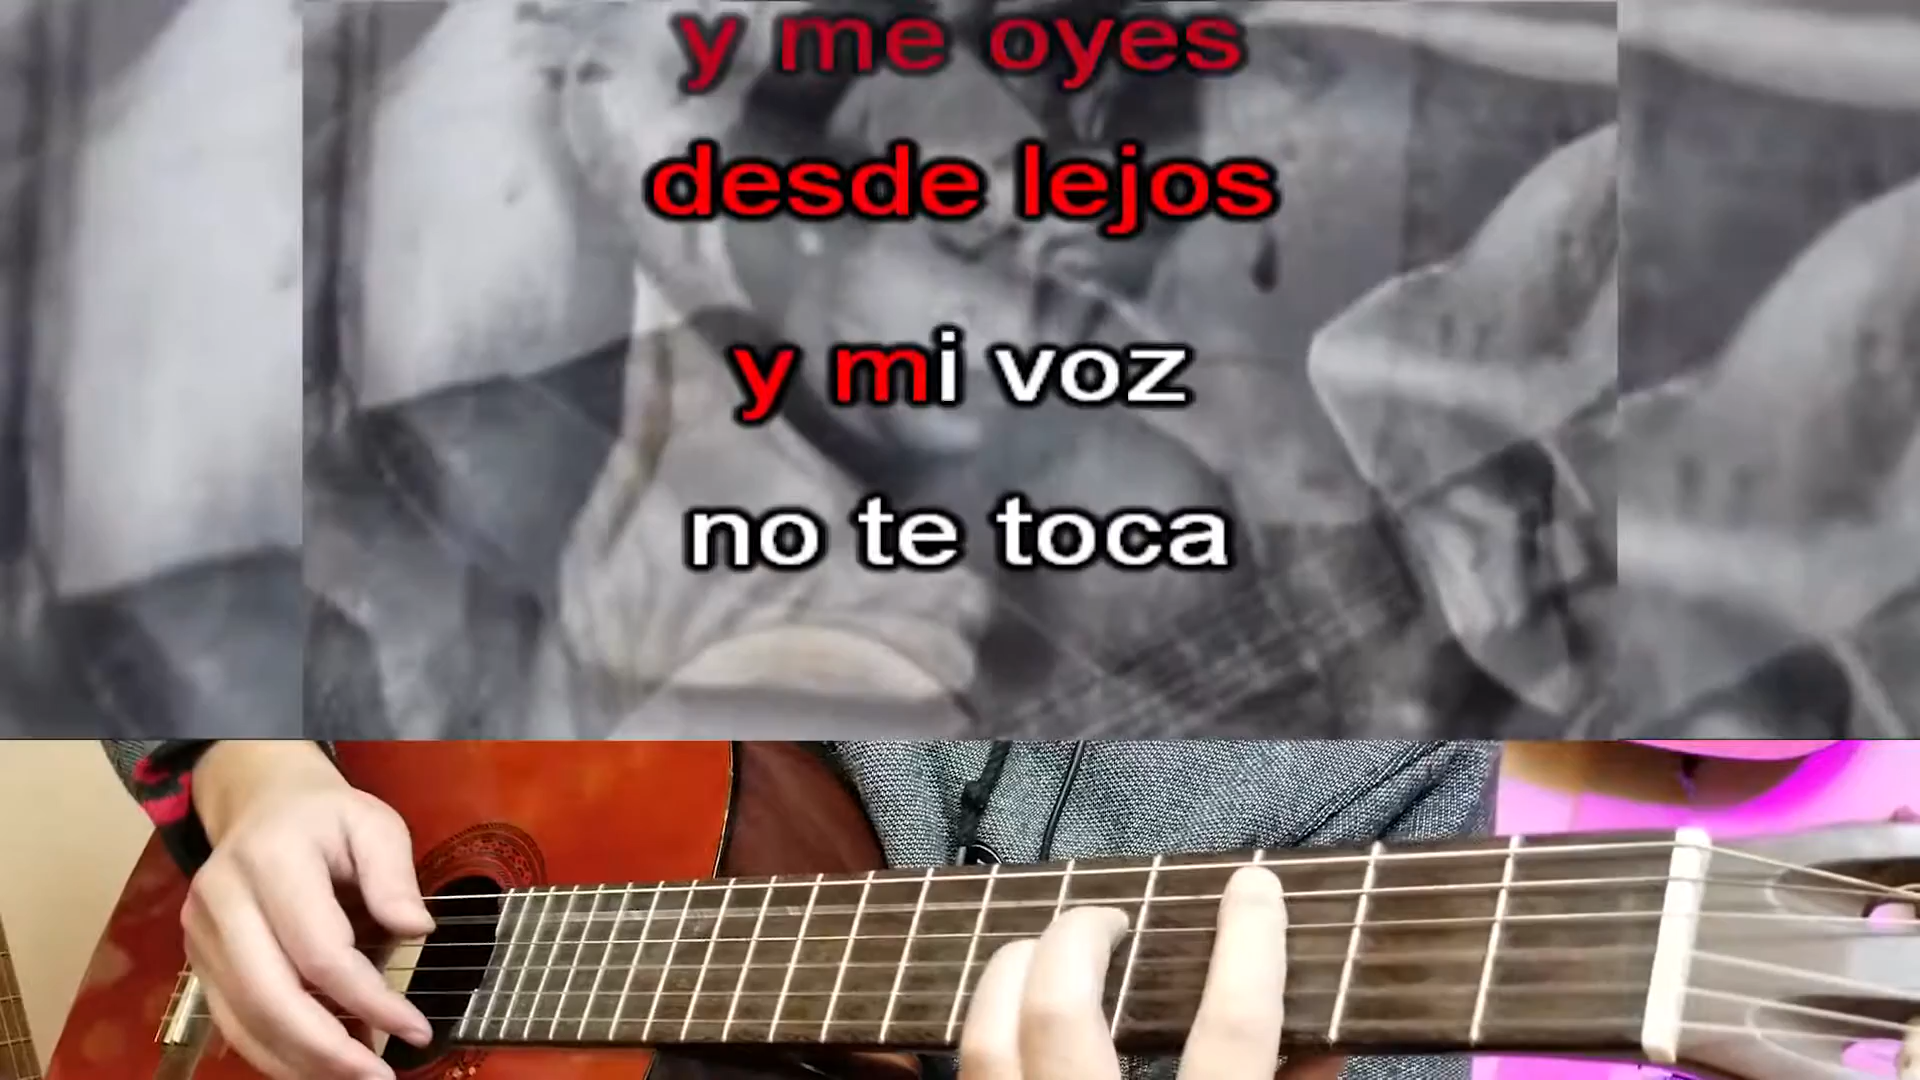 y me oyes
desde lejos
y mi voz
no te toca